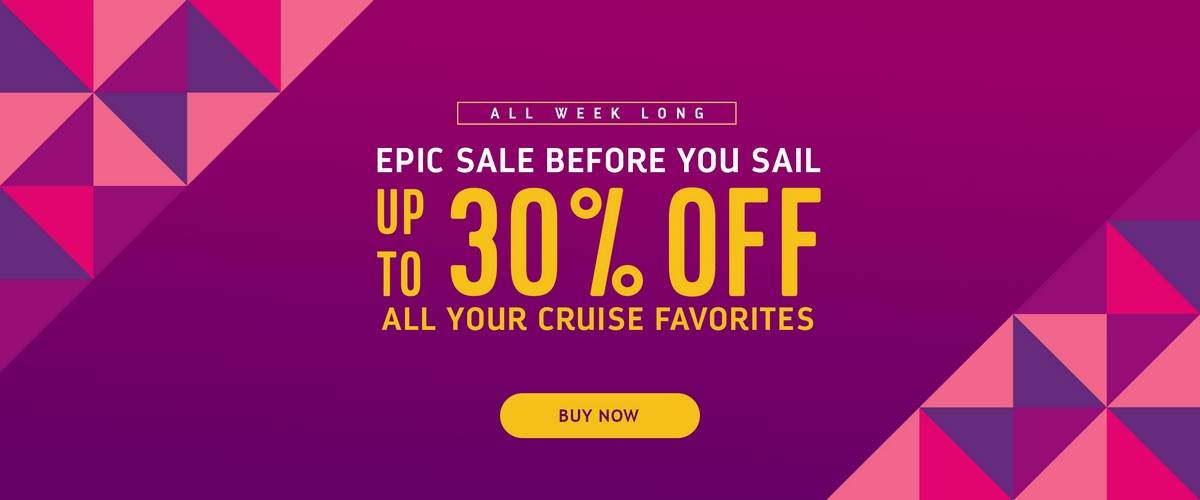 ALL WEEK LONG
EPIC SALE BEFORE YOU SAIL
UP TO 30% OFF
ALL YOUR CRUISE FAVORITES
BUY NOW